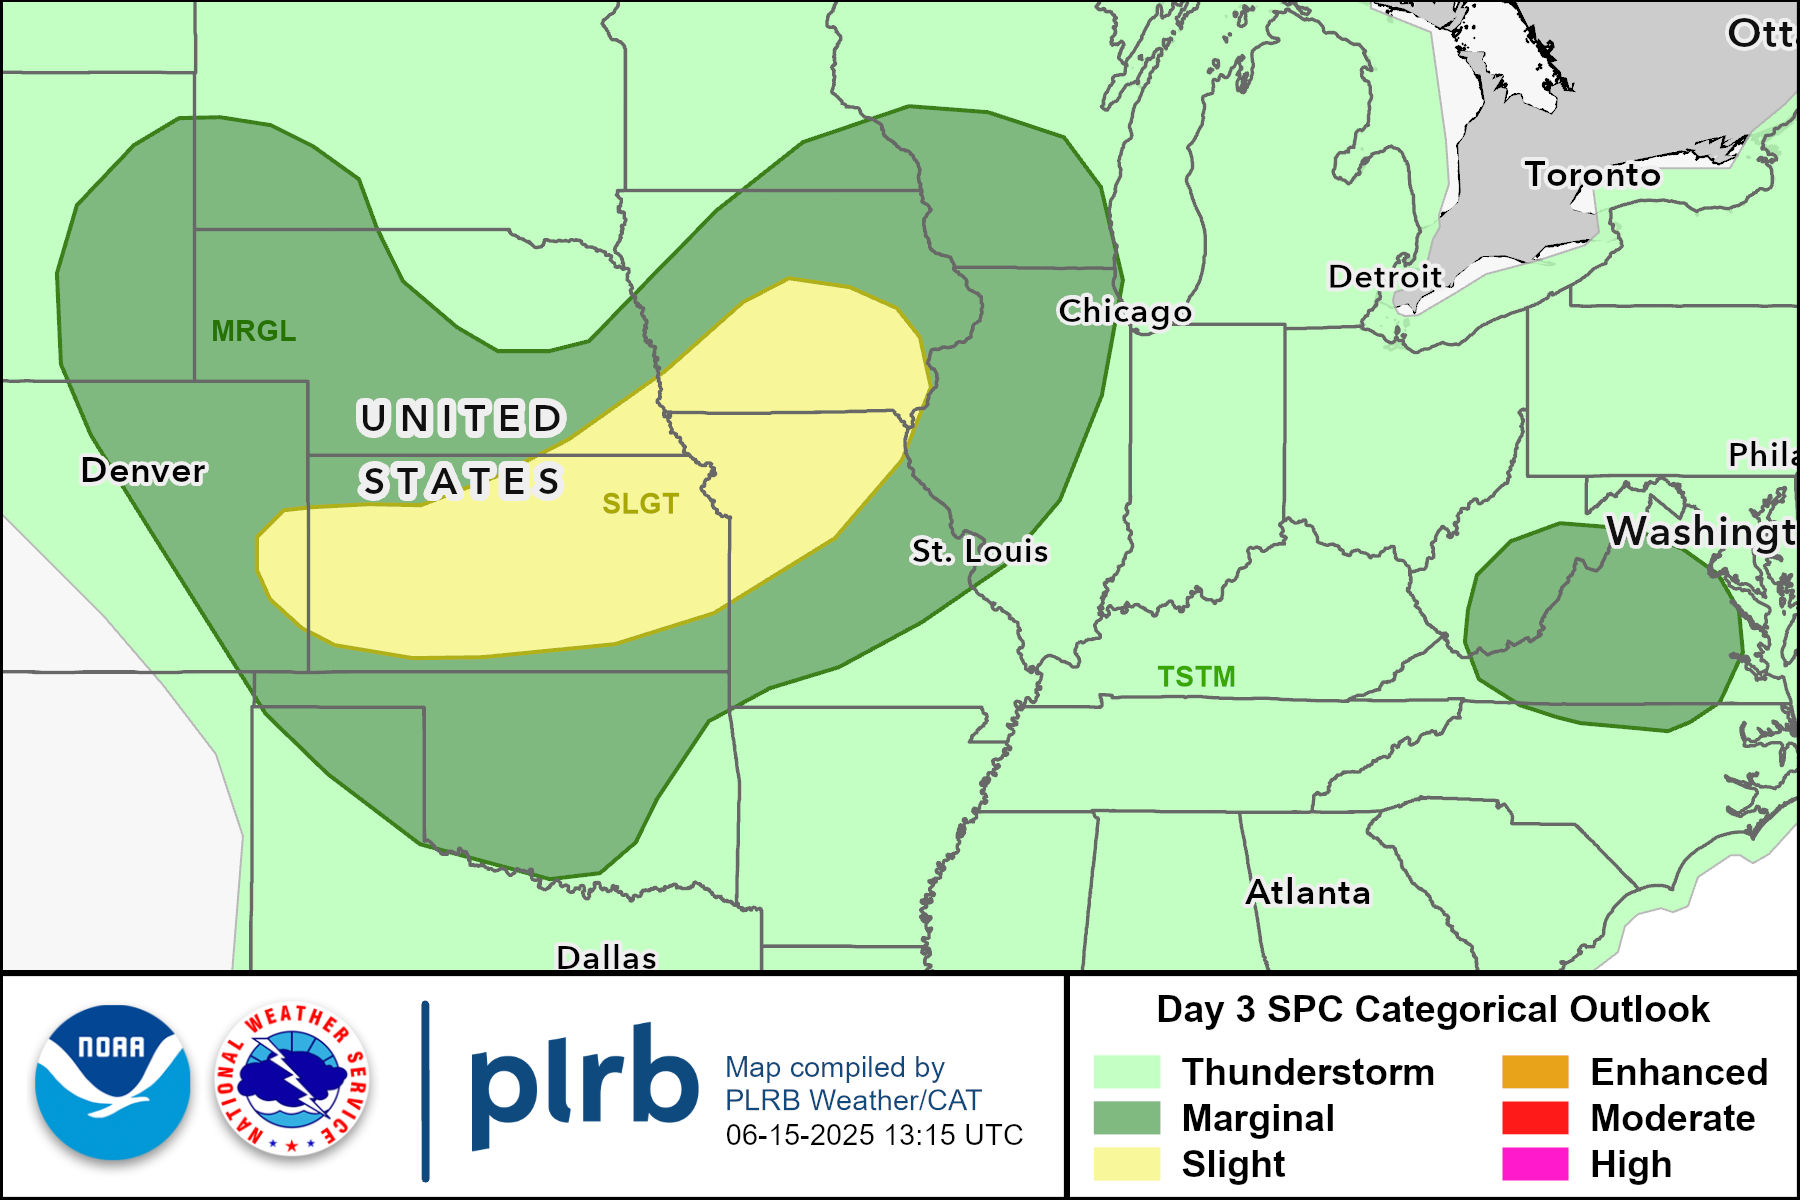 Ott
Toronto
Detroit
Chicago
MRGL
UNITED
STATES
Denver
SLGT
Phila
St. Louis
Washingt
TSTM
Atlanta
Dallas
NOAA
NATIONAL WEATHER SERVICE
plrb
Map compiled by
PLRB Weather/CAT
06-15-2025 13:15 UTC
Day 3 SPC Categorical Outlook
Thunderstorm
Enhanced
Marginal
Moderate
Slight
High